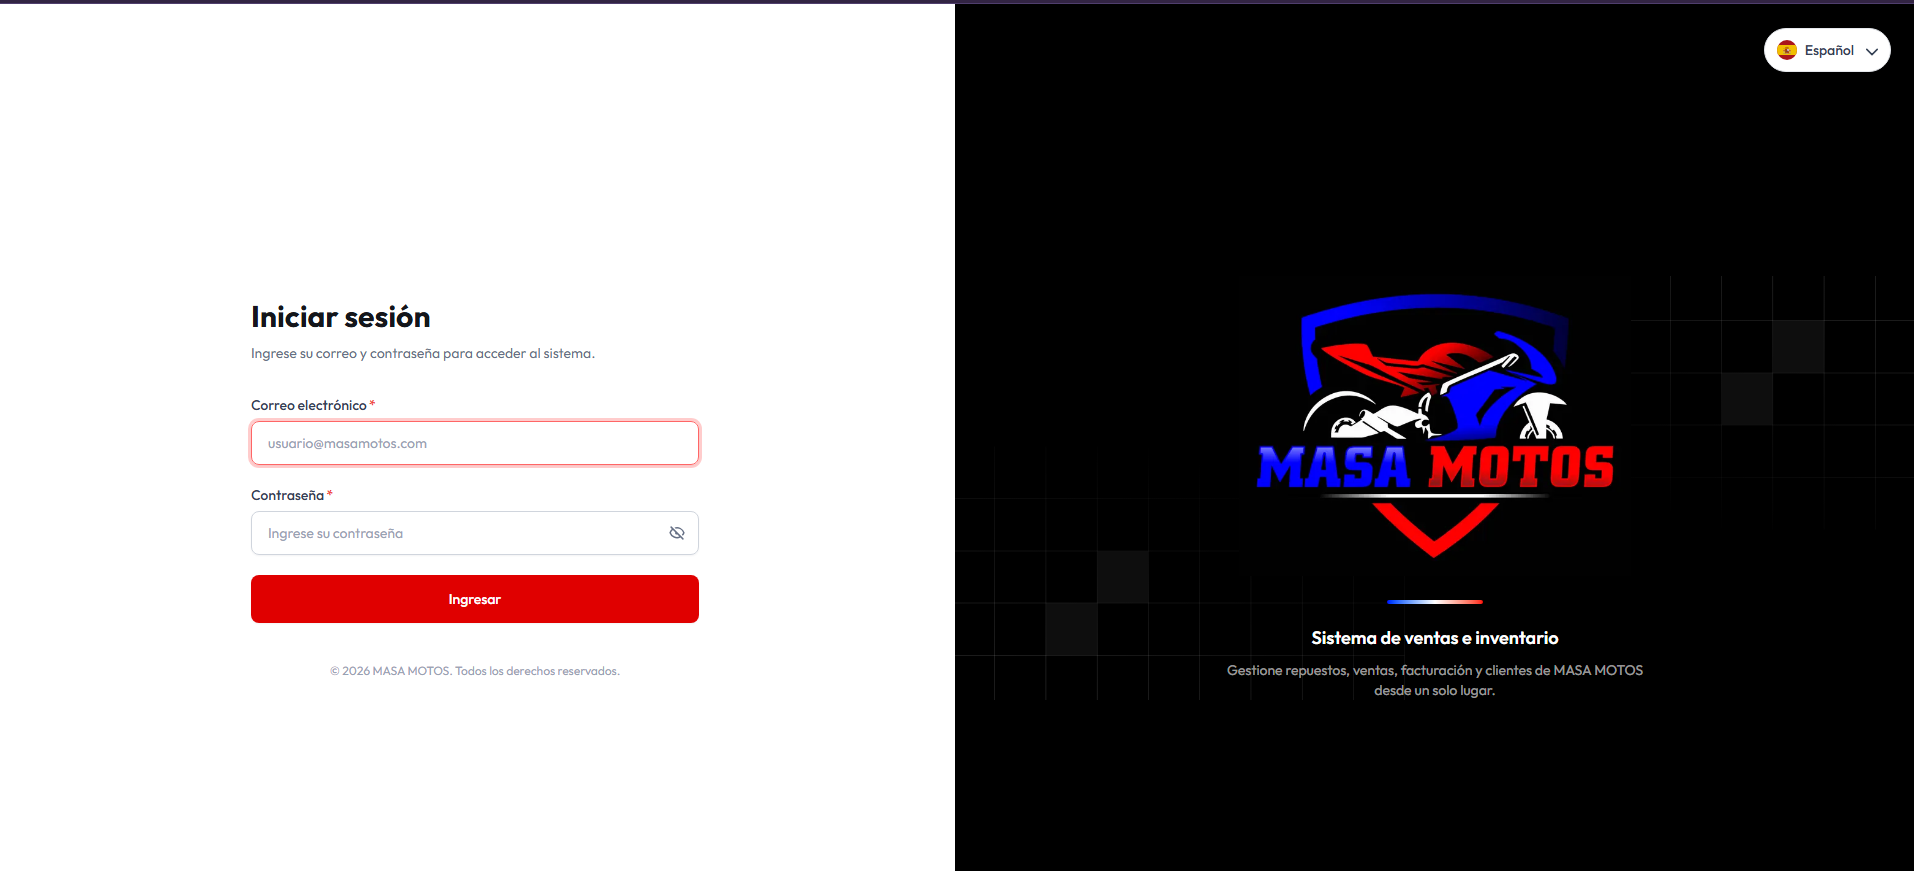 Español
Iniciar sesión
Ingrese su correo y contraseña para acceder al sistema.
Correo electrónico *
usuario@masamotos.com
Contraseña *
Ingrese su contraseña
Ingresar
© 2026 MASA MOTOS. Todos los derechos reservados.
MASA MOTOS
Sistema de ventas e inventario
Gestione repuestos, ventas, facturación y clientes de MASA MOTOS
desde un solo lugar.